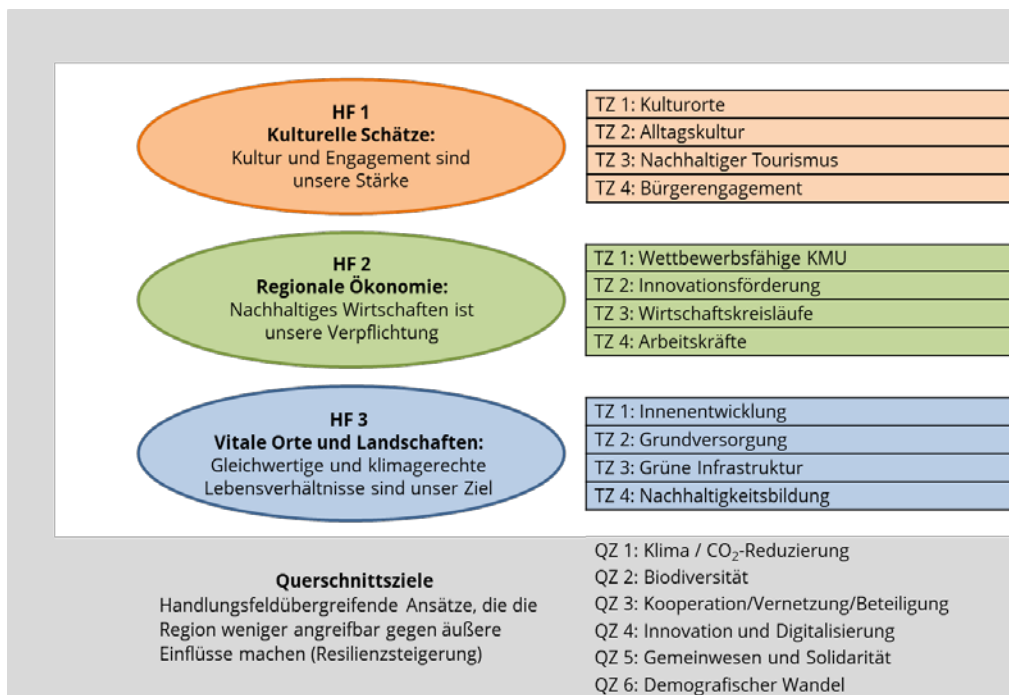 HF 1
Kulturelle Schätze:
Kultur und Engagement sind
unsere Stärke
TZ 1: Kulturorte
TZ 2: Alltagskultur
TZ 3: Nachhaltiger Tourismus
TZ 4: Bürgerengagement
HF 2
Regionale Ökonomie:
Nachhaltiges Wirtschaften ist
unsere Verpflichtung
TZ 1: Wettbewerbsfähige KMU
TZ 2: Innovationsförderung
TZ 3: Wirtschaftskreisläufe
TZ 4: Arbeitskräfte
HF 3
Vitale Orte und Landschaften:
Gleichwertige und klimagerechte
Lebensverhältnisse sind unser Ziel
TZ 1: Innenentwicklung
TZ 2: Grundversorgung
TZ 3: Grüne Infrastruktur
TZ 4: Nachhaltigkeitsbildung
Querschnittsziele
Handlungsfeldübergreifende Ansätze, die die
Region weniger angreifbar gegen äußere
Einflüsse machen (Resilienzsteigerung)
QZ 1: Klima / CO₂-Reduzierung
QZ 2: Biodiversität
QZ 3: Kooperation/Vernetzung/Beteiligung
QZ 4: Innovation und Digitalisierung
QZ 5: Gemeinwesen und Solidarität
QZ 6: Demografischer Wandel